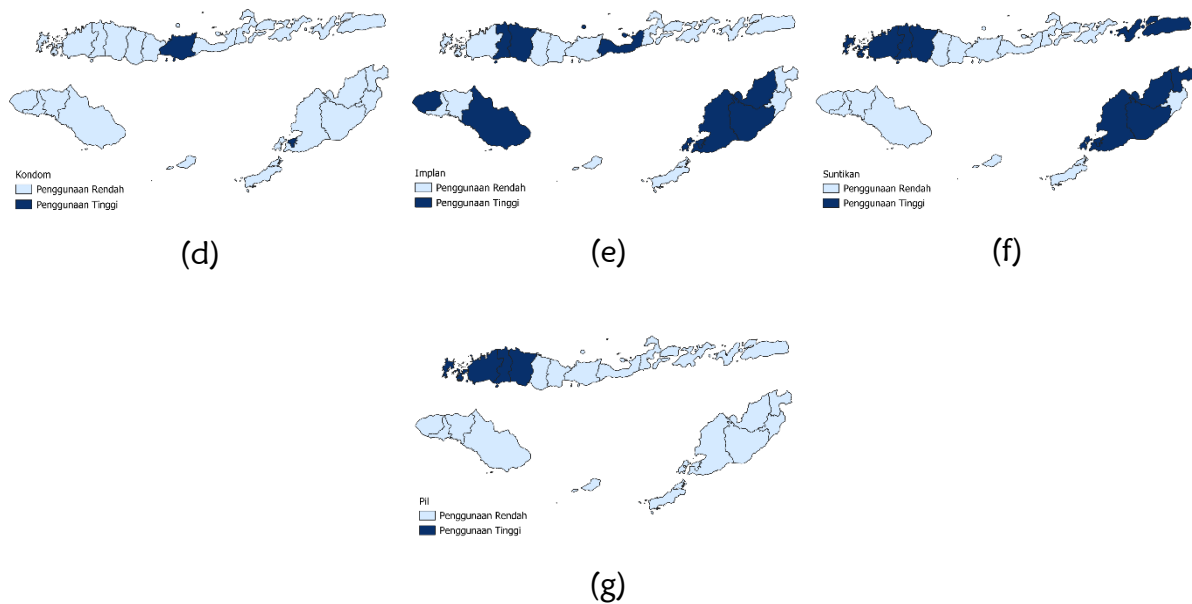 Kondom
Penggunaan Rendah
Penggunaan Tinggi
(d)
Implan
Penggunaan Rendah
Penggunaan Tinggi
(e)
Suntikan
Penggunaan Rendah
Penggunaan Tinggi
(f)
Pil
Penggunaan Rendah
Penggunaan Tinggi
(g)